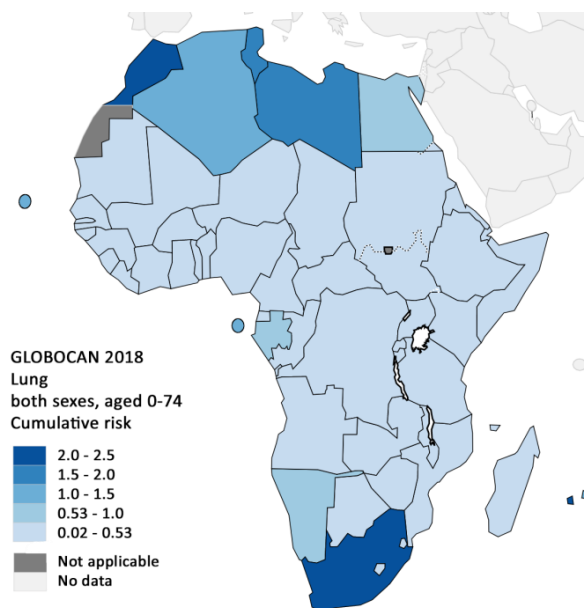 GLOBOCAN 2018
Lung
both sexes, aged 0-74
Cumulative risk
2.0 - 2.5
1.5 - 2.0
1.0 - 1.5
0.53 - 1.0
0.02 - 0.53
Not applicable
No data